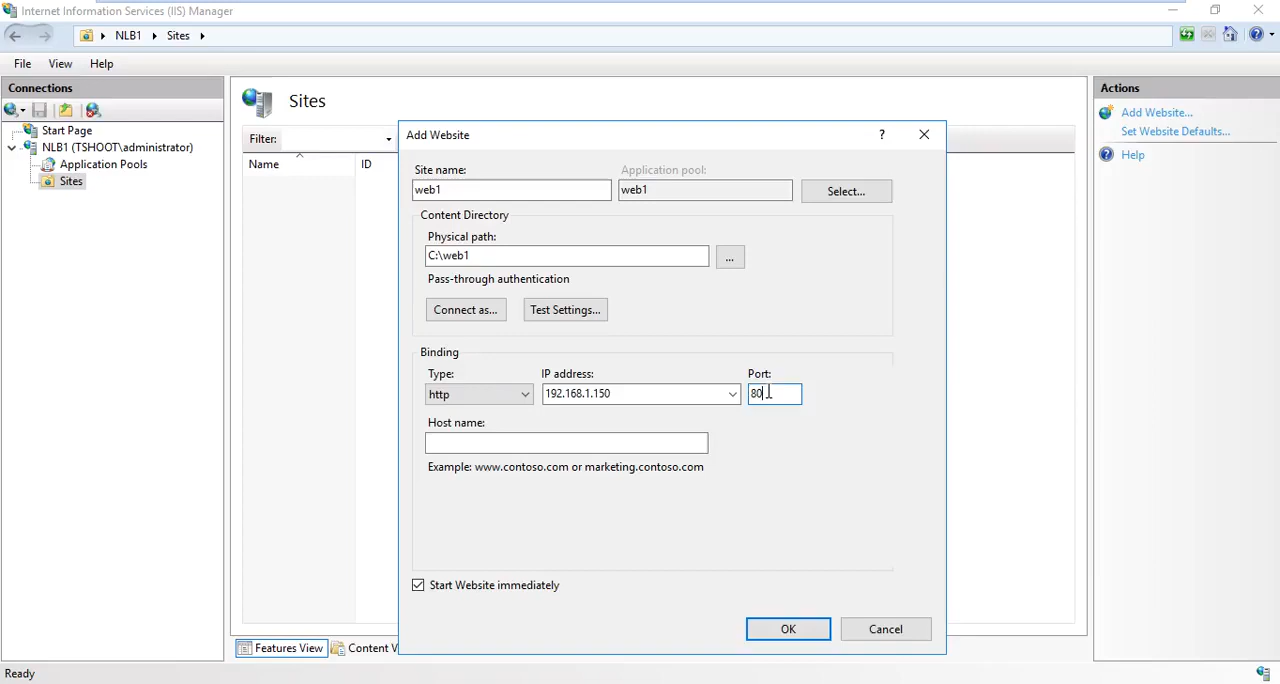 Internet Information Services (IIS) Manager
NLB1 Sites
File View Help
Connections
Start Page
NLB1 (TSHOOT\administrator)
Application Pools
Sites
Sites
Filter:
Name ID
Add Website ?
Site name: Application pool:
web1 web1 Select...
Content Directory
Physical path:
C:\web1 ...
Pass-through authentication
Connect as... Test Settings...
Binding
Type: IP address: Port:
http 192.168.1.150 80
Host name:
Example: www.contoso.com or marketing.contoso.com
Start Website immediately
OK Cancel
Features View Content V
Actions
Add Website...
Set Website Defaults...
Help
Ready